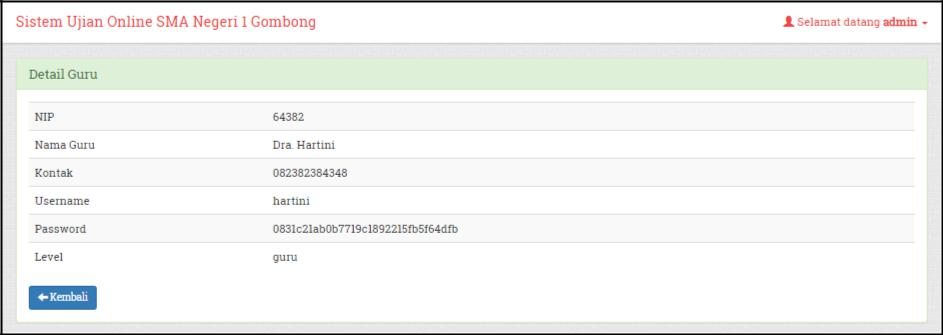 Sistem Ujian Online SMA Negeri 1 Gombong
Selamat datang admin
Detail Guru
NIP 64382
Nama Guru Dra. Hartini
Kontak 082382384348
Username hartini
Password 0831c21ab0b7719c1892215fb5f64dfb
Level guru
Kembali